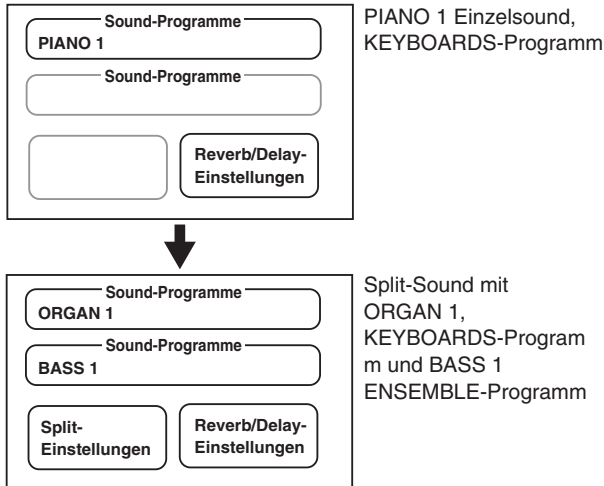 Sound-Programme
PIANO 1
Sound-Programme
Reverb/Delay-
Einstellungen
PIANO 1 Einzelsound,
KEYBOARDS-Programm
Sound-Programme
ORGAN 1
Sound-Programme
BASS 1
Split-
Einstellungen
Reverb/Delay-
Einstellungen
Split-Sound mit
ORGAN 1,
KEYBOARDS-Program
m und BASS 1
ENSEMBLE-Programm